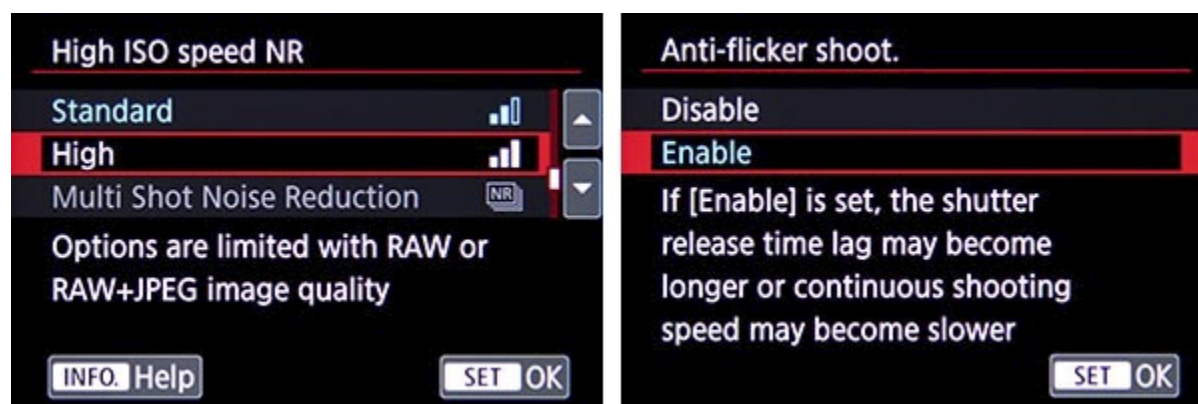 High ISO speed NR
Standard
High
Multi Shot Noise Reduction NR
Options are limited with RAW or
RAW+JPEG image quality
INFO. Help
SET OK
Anti-flicker shoot.
Disable
Enable
If [Enable] is set, the shutter
release time lag may become
longer or continuous shooting
speed may become slower
SET OK